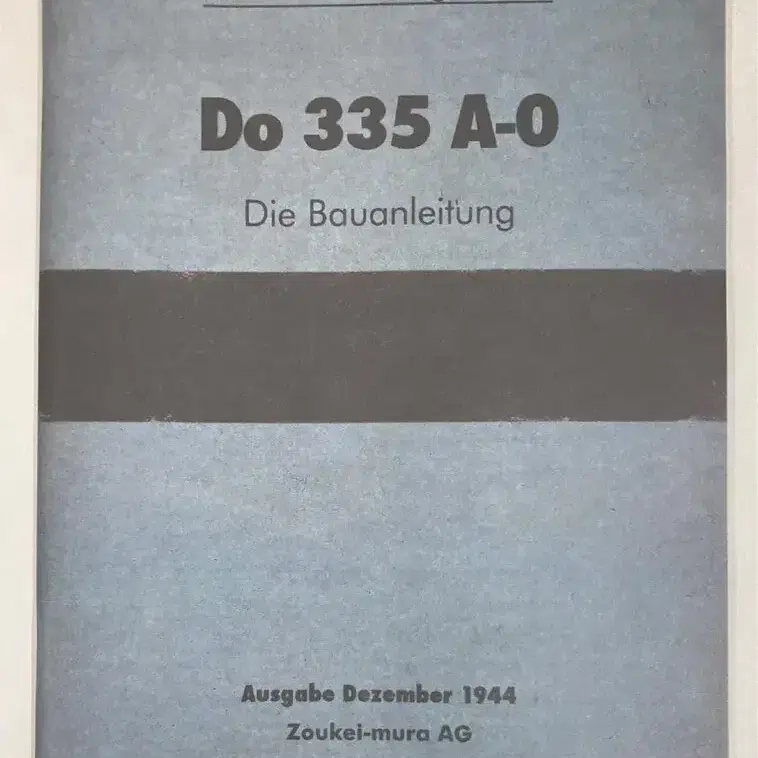 Do 335 A-0
Die Bauanleitung
Ausgabe Dezember 1944
Zoukei-mura AG